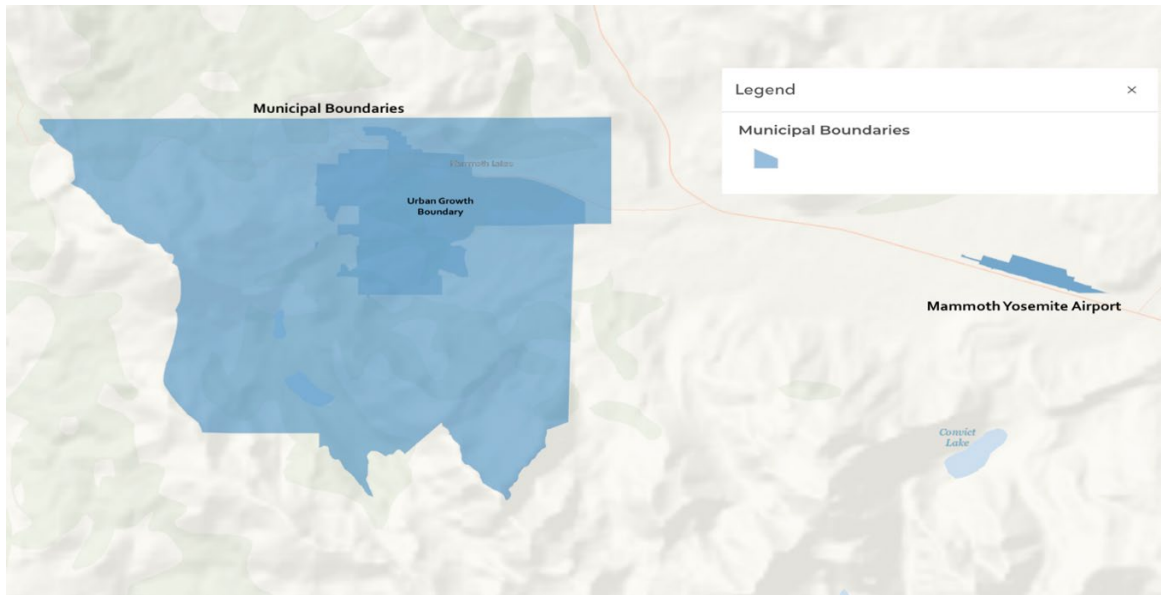 Municipal Boundaries
Legend ×
Municipal Boundaries
Mammoth Lakes
Urban Growth
Boundary
Mammoth Yosemite Airport
Convict
Lake